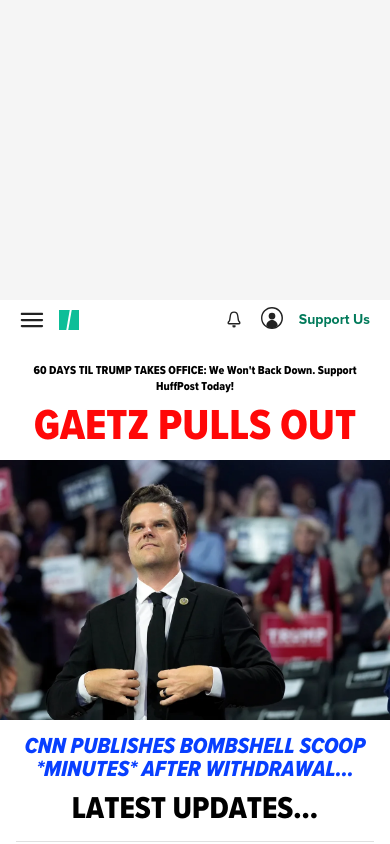 Support Us
60 DAYS TIL TRUMP TAKES OFFICE: We Won't Back Down. Support
HuffPost Today!
GAETZ PULLS OUT
TRUMP
CNN PUBLISHES BOMBSHELL SCOOP
*MINUTES* AFTER WITHDRAWAL...
LATEST UPDATES...